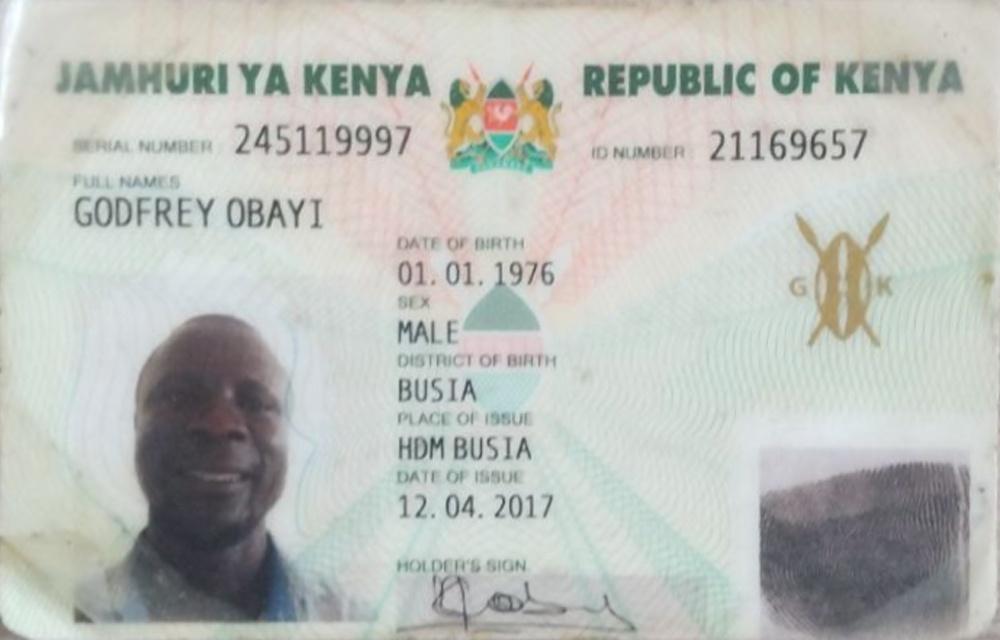 JAMHURI YA KENYA REPUBLIC OF KENYA
SERIAL NUMBER 245119997 ID NUMBER 21169657
FULL NAMES
GODFREY OBAYI
DATE OF BIRTH
01. 01. 1976
SEX
MALE
DISTRICT OF BIRTH
BUSIA
PLACE OF ISSUE
HDM BUSIA
DATE OF ISSUE
12. 04. 2017
HOLDER'S SIGN.
G K